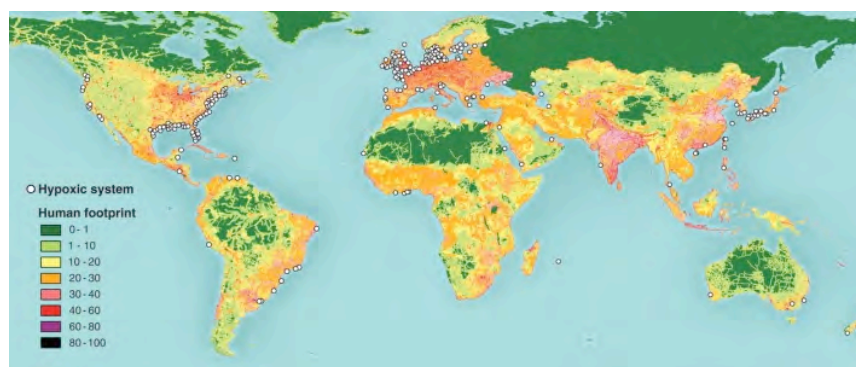 Hypoxic system
Human footprint
0 - 1
1 - 10
10 - 20
20 - 30
30 - 40
40 - 60
60 - 80
80 - 100